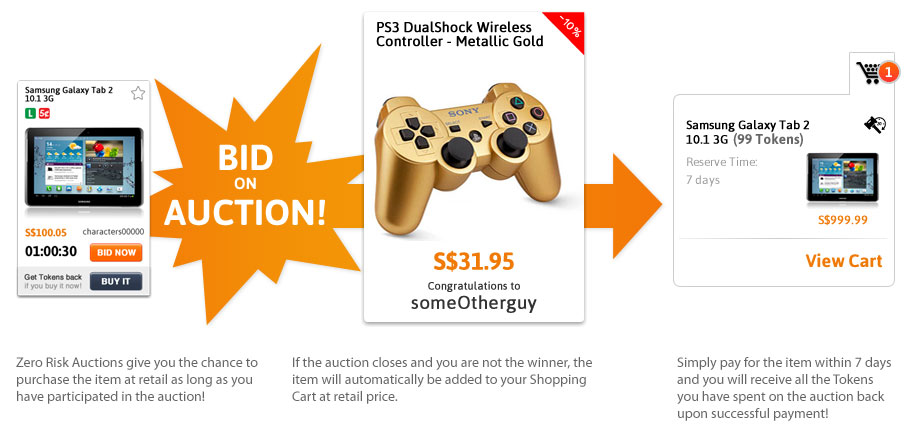 Samsung Galaxy Tab 2
10.1 3G
L
S$100.05
characters00000
01:00:30
BID NOW
Get Tokens back
if you buy it now!
BUY IT
BID
ON
AUCTION!
PS3 DualShock Wireless
Controller - Metallic Gold
-10%
SONY
S$31.95
Congratulations to
someOtherguy
1
Samsung Galaxy Tab 2
10.1 3G (99 Tokens)
Reserve Time:
7 days
S$999.99
View Cart
Zero Risk Auctions give you the chance to
purchase the item at retail as long as you
have participated in the auction!
If the auction closes and you are not the winner, the
item will automatically be added to your Shopping
Cart at retail price.
Simply pay for the item within 7 days
and you will receive all the Tokens
you have spent on the auction back
upon successful payment!